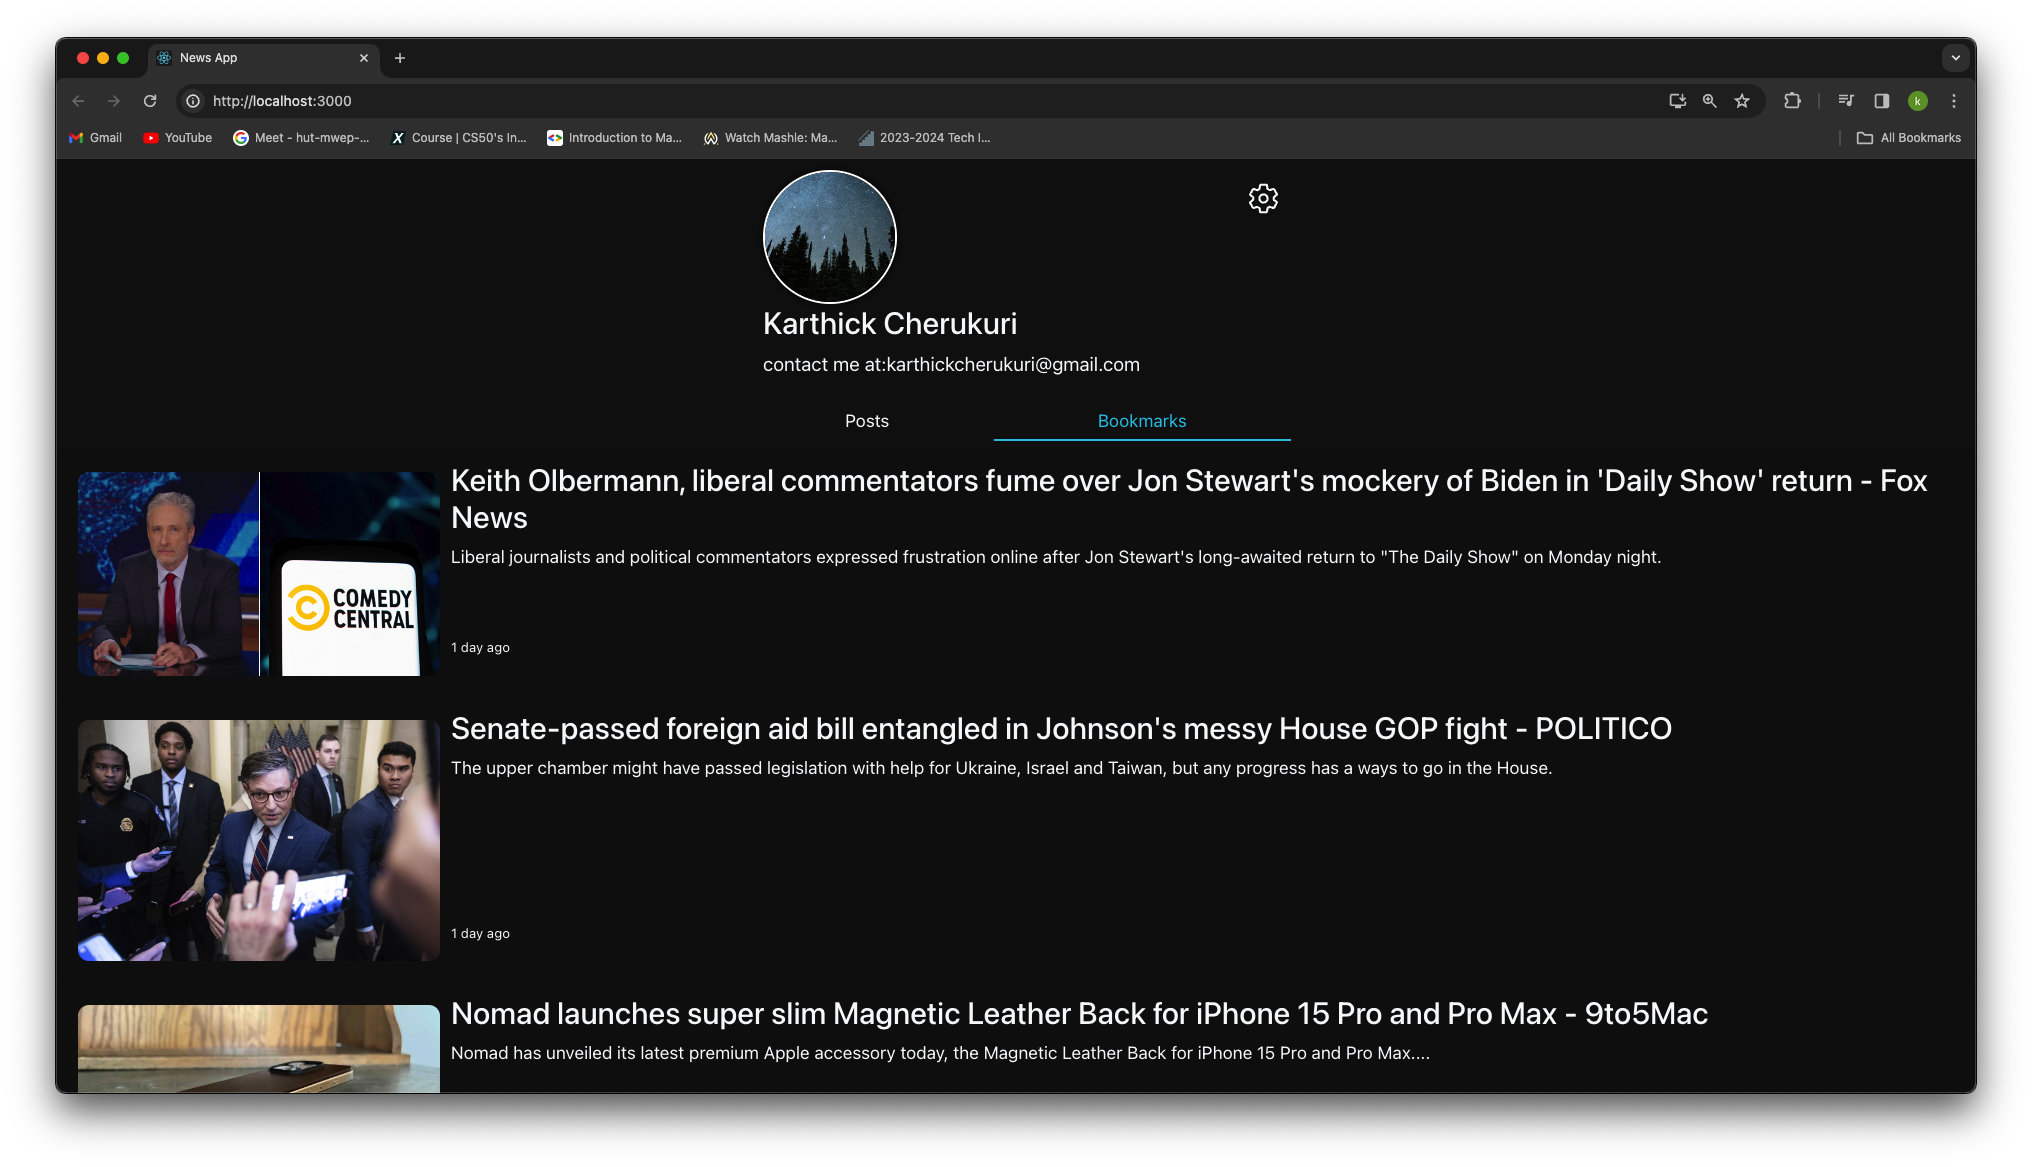 News App
http://localhost:3000
k
Gmail
YouTube
Meet - hut-mwep-...
Course | CS50's In...
Introduction to Ma...
Watch Mashle: Ma...
2023-2024 Tech I...
All Bookmarks
Karthick Cherukuri
contact me at:karthickcherukuri@gmail.com
Posts
Bookmarks
Keith Olbermann, liberal commentators fume over Jon Stewart's mockery of Biden in 'Daily Show' return - Fox
News
Liberal journalists and political commentators expressed frustration online after Jon Stewart's long-awaited return to "The Daily Show" on Monday night.
COMEDY
CENTRAL
1 day ago
Senate-passed foreign aid bill entangled in Johnson's messy House GOP fight - POLITICO
The upper chamber might have passed legislation with help for Ukraine, Israel and Taiwan, but any progress has a ways to go in the House.
1 day ago
Nomad launches super slim Magnetic Leather Back for iPhone 15 Pro and Pro Max - 9to5Mac
Nomad has unveiled its latest premium Apple accessory today, the Magnetic Leather Back for iPhone 15 Pro and Pro Max....